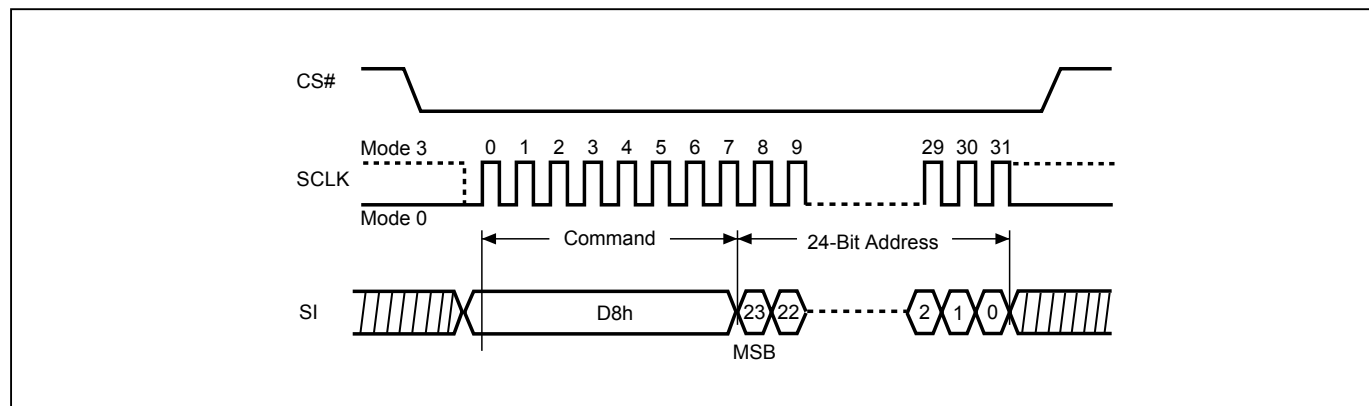 CS#
Mode 3
0 1 2 3 4 5 6 7 8 9 29 30 31
SCLK
Mode 0
Command 24-Bit Address
SI D8h 23 22 2 1 0
MSB